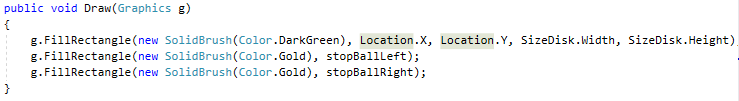 public void Draw(Graphics g)
{
g.FillRectangle(new SolidBrush(Color.DarkGreen), Location.X, Location.Y, SizeDisk.Width, SizeDisk.Height)
g.FillRectangle(new SolidBrush(Color.Gold), stopBallLeft);
g.FillRectangle(new SolidBrush(Color.Gold), stopBallRight);
}